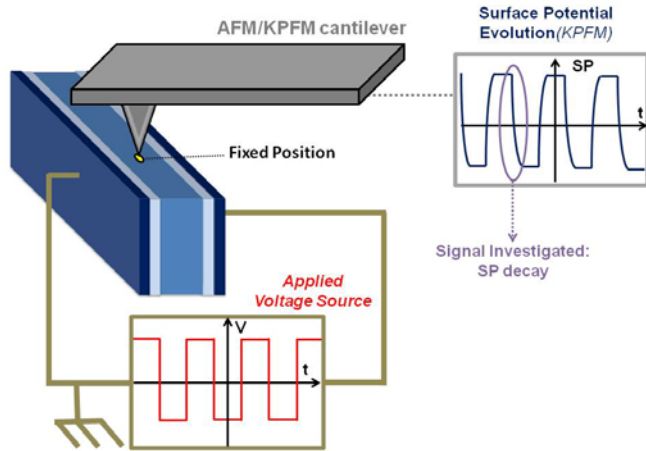 AFM/KPFM cantilever
Surface Potential
Evolution(KPFM)
SP
t
Fixed Position
Signal Investigated:
SP decay
Applied
Voltage Source
V
t